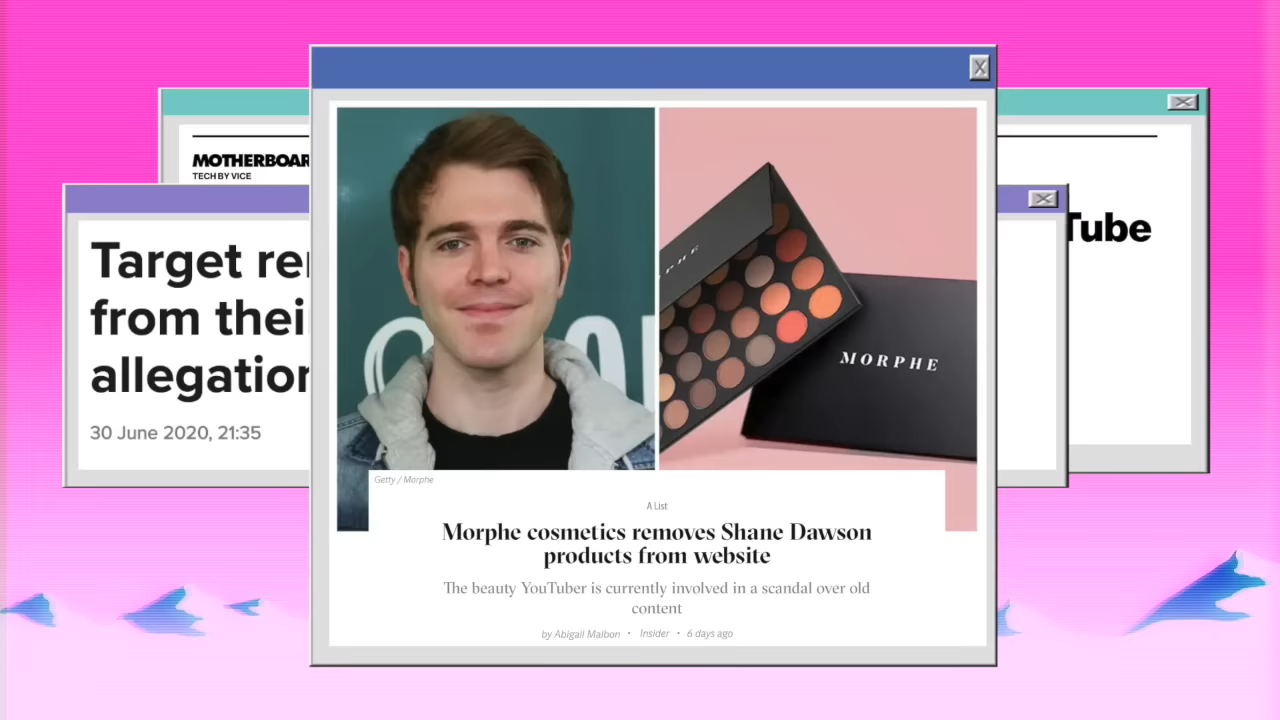 MOTHERBOAR
TECH BY VICE
Tube
Target re
from thei
allegation
30 June 2020, 21:35
MORPHE
Getty / Morphe
A List
Morphe cosmetics removes Shane Dawson
products from website
The beauty YouTuber is currently involved in a scandal over old
content
by Abigail Malbon • Insider • 6 days ago